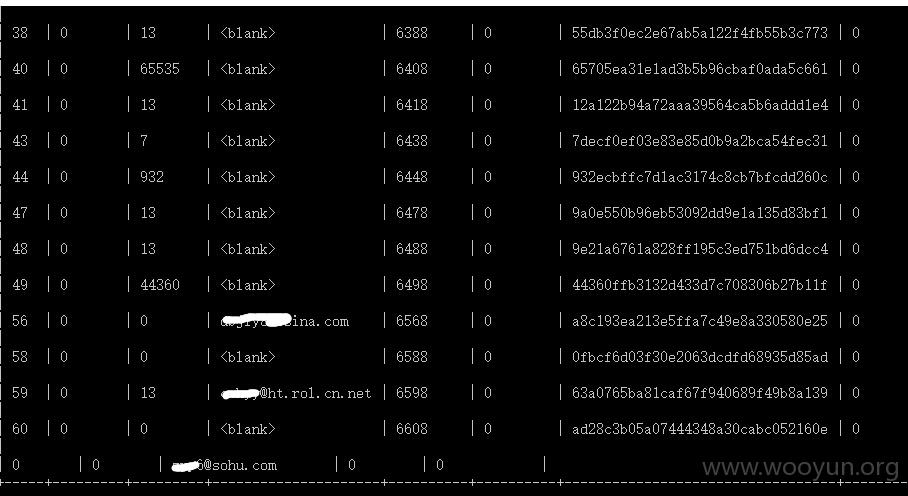 38 | 0 | 13 | <blank> | 6388 | 0 | 55db3f0ec2e67ab5a122f4fb55b3c773 | 0
40 | 0 | 65535 | <blank> | 6408 | 0 | 65705ea31e1ad3b5b96cbaf0ada5c661 | 0
41 | 0 | 13 | <blank> | 6418 | 0 | 12a122b94a72aaa39564ca5b6addd1e4 | 0
43 | 0 | 7 | <blank> | 6438 | 0 | 7decf0ef03e83e85d0b9a2bca54fec31 | 0
44 | 0 | 932 | <blank> | 6448 | 0 | 932ecbffc7d1ac3174c8cb7bfcdd260c | 0
47 | 0 | 13 | <blank> | 6478 | 0 | 9a0e550b96eb53092dd9e1a135d83bf1 | 0
48 | 0 | 13 | <blank> | 6488 | 0 | 9e21a6761a828ff195c3ed751bd6dcc4 | 0
49 | 0 | 44360 | <blank> | 6498 | 0 | 44360ffb3132d433d7c708306b27b11f | 0
56 | 0 | 0 | sina.com | 6568 | 0 | a8c193ea213e5ffa7c49e8a330580e25 | 0
58 | 0 | 0 | <blank> | 6588 | 0 | 0fbcf6d03f30e2063dcdfd68935d85ad | 0
59 | 0 | 13 | @ht.rol.cn.net | 6598 | 0 | 63a0765ba81caf67f940689f49b8a139 | 0
60 | 0 | 0 | <blank> | 6608 | 0 | ad28c3b05a07444348a30cabc052160e | 0
0 | 0 | 6@sohu.com | 0 | 0 |
www.wooyun.org